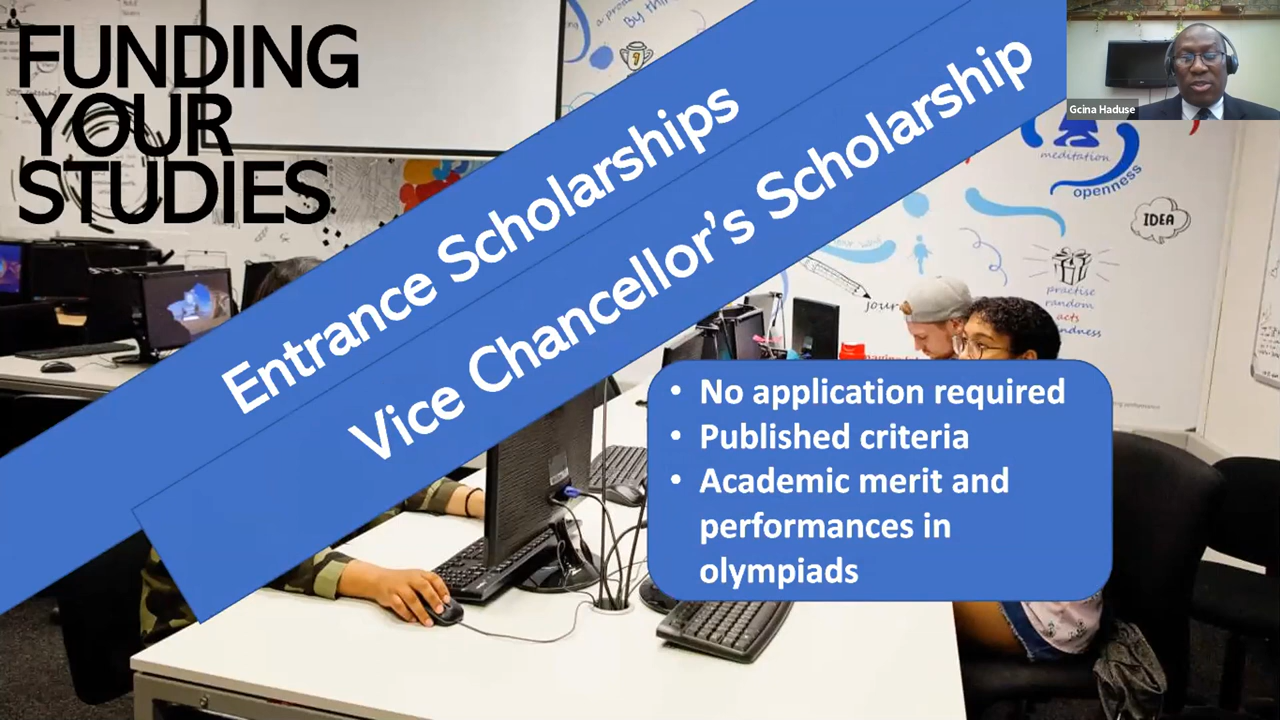 FUNDING
YOUR
STUDIES
Entrance Scholarships
Vice Chancellor's Scholarship
• No application required
• Published criteria
• Academic merit and
performances in
olympiads
Gcina Haduse
meditation
openness
IDEA
practise
random
acts
By